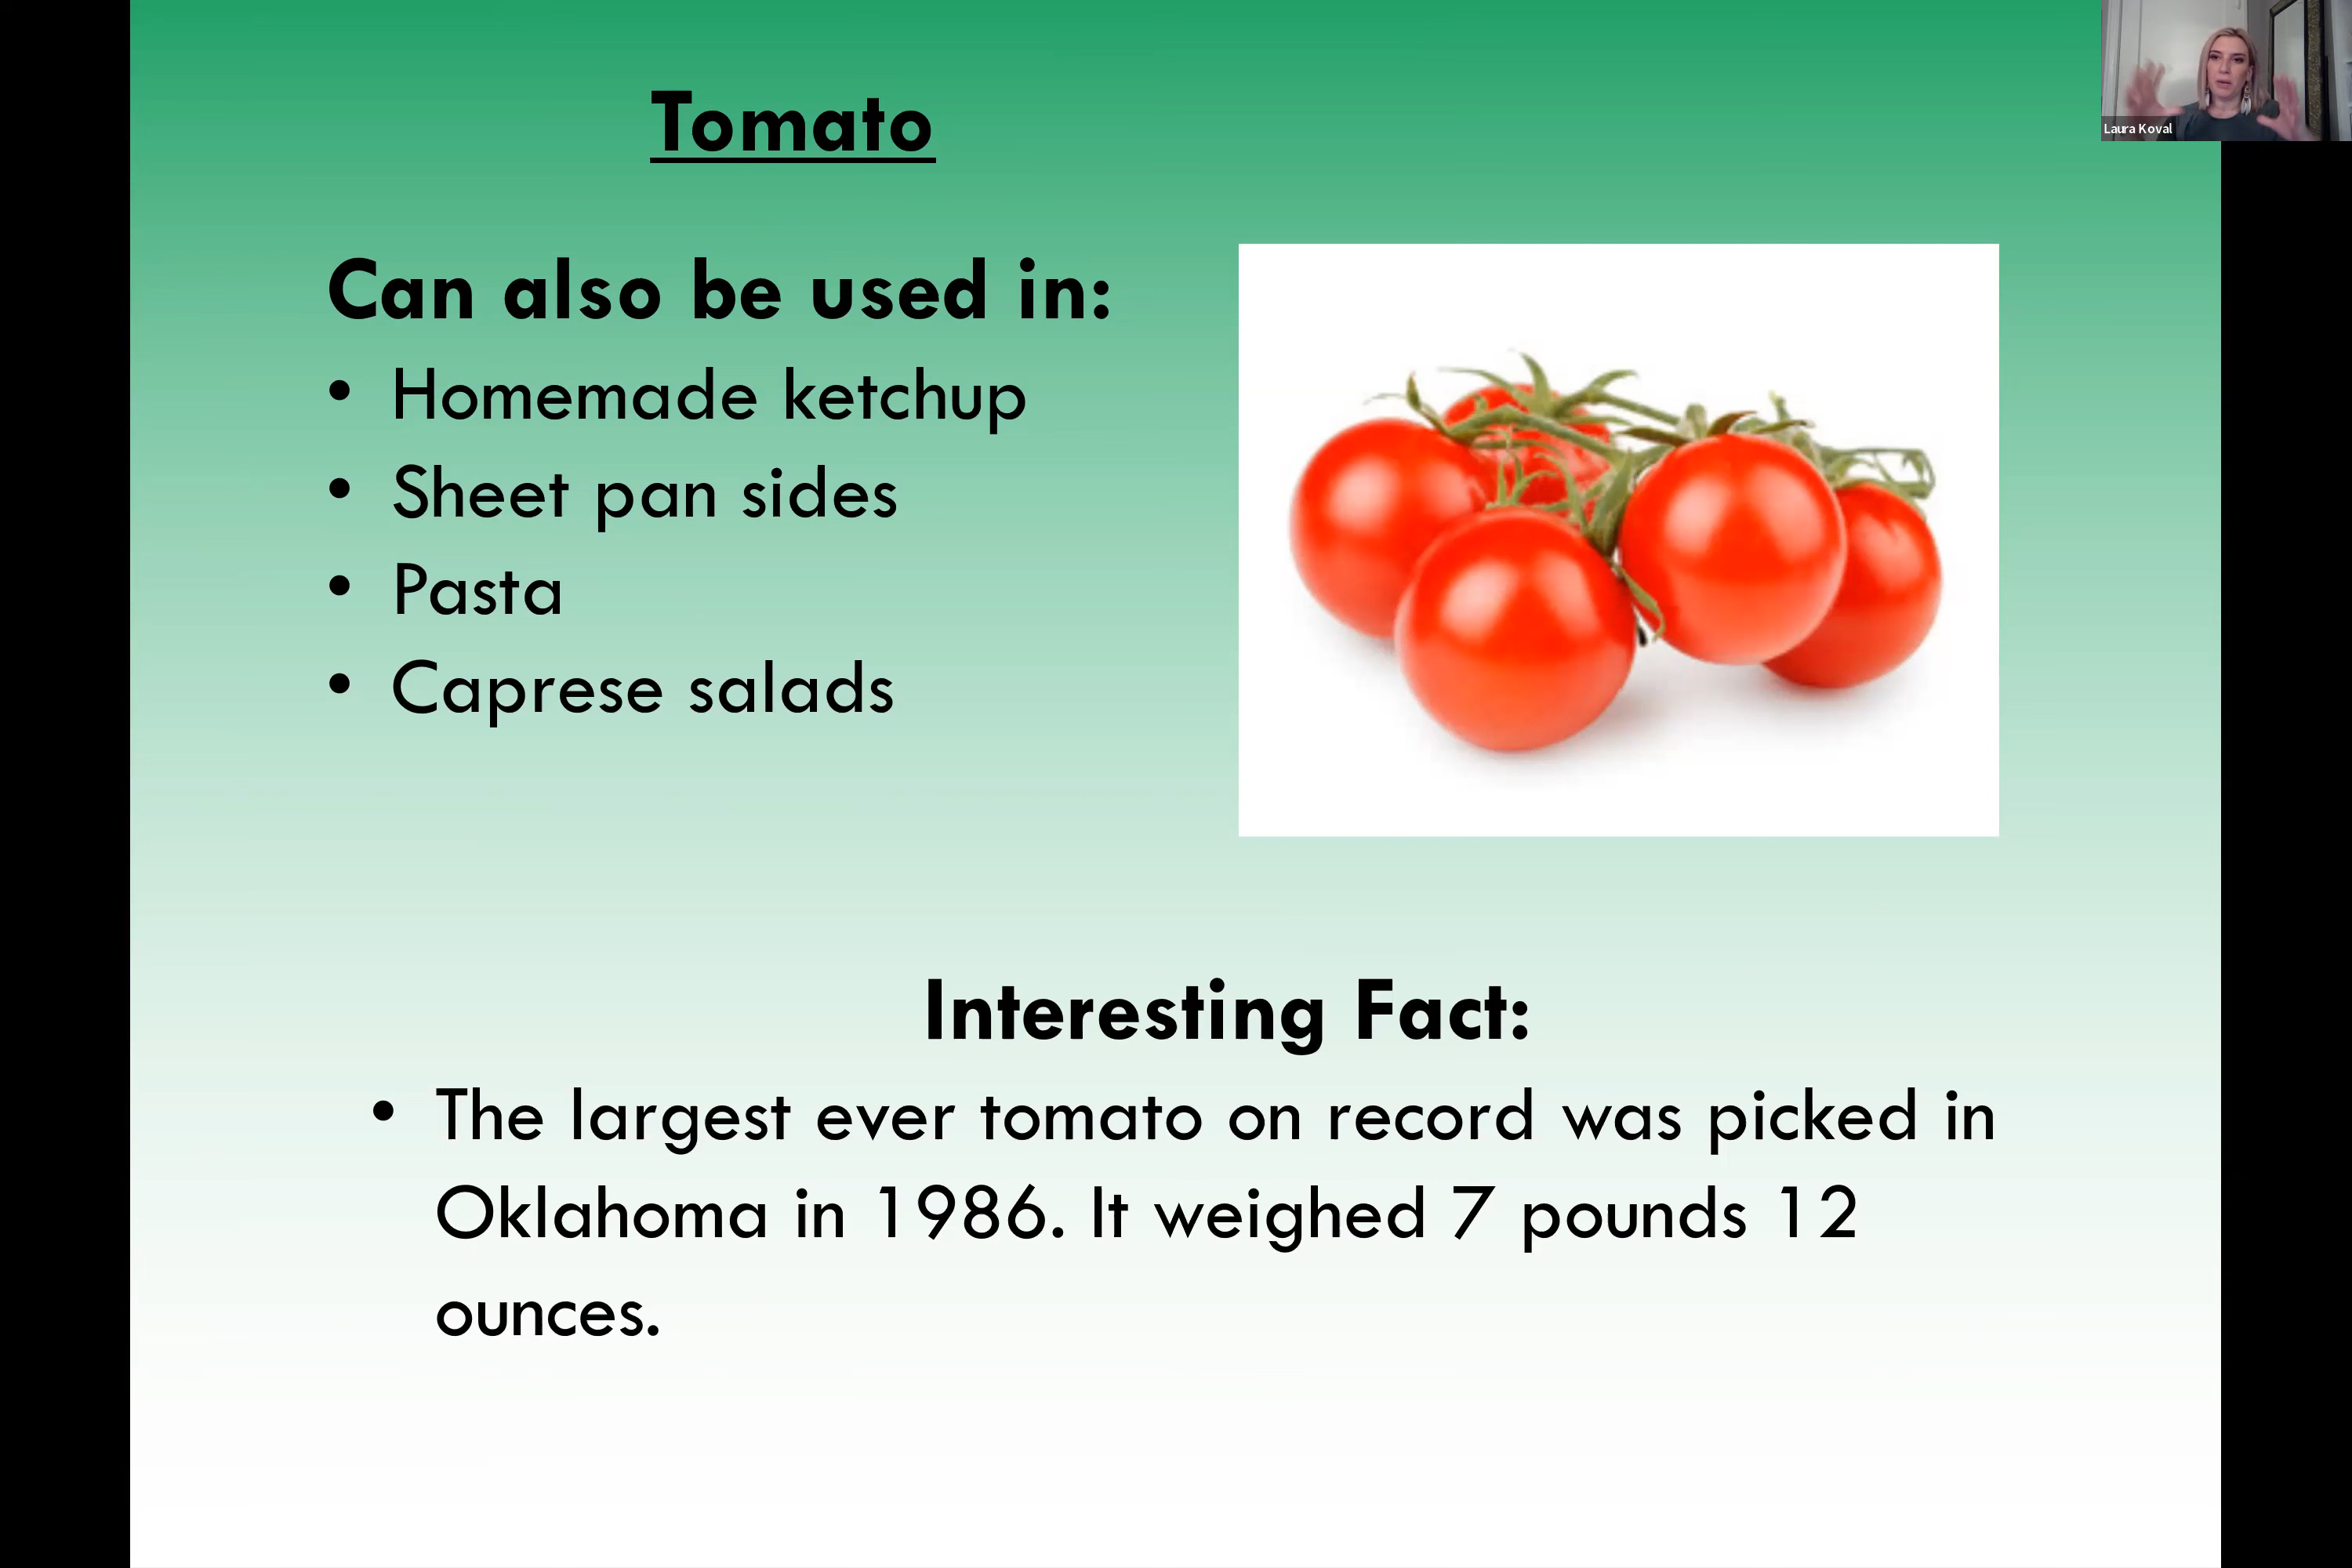 Tomato
Laura Koval
Can also be used in:
• Homemade ketchup
• Sheet pan sides
• Pasta
• Caprese salads
Interesting Fact:
• The largest ever tomato on record was picked in
Oklahoma in 1986. It weighed 7 pounds 12
ounces.